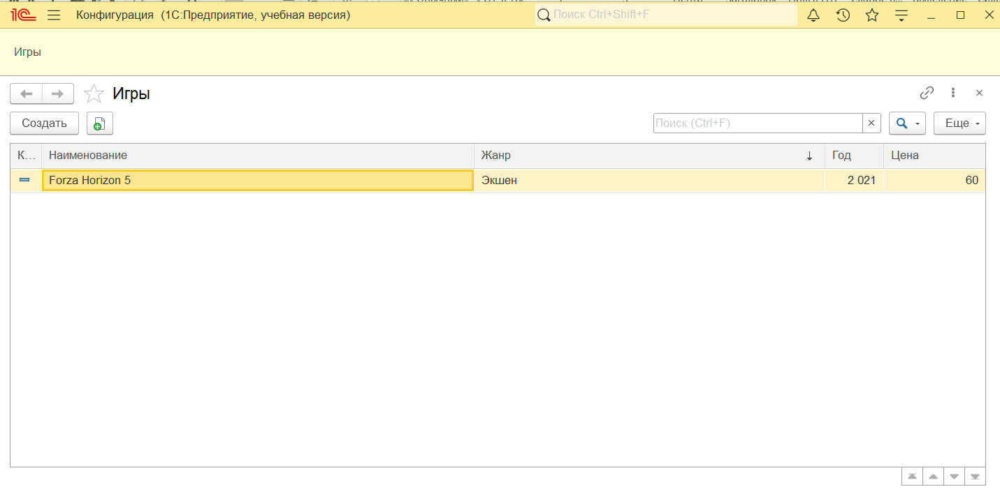 1С Конфигурация (1С:Предприятие, учебная версия) Поиск Ctrl+Shift+F
Игры
Игры
Создать Поиск (Ctrl+F) × Еще
К... Наименование Жанр ↓ Год Цена
Forza Horizon 5 Экшен 2 021 60